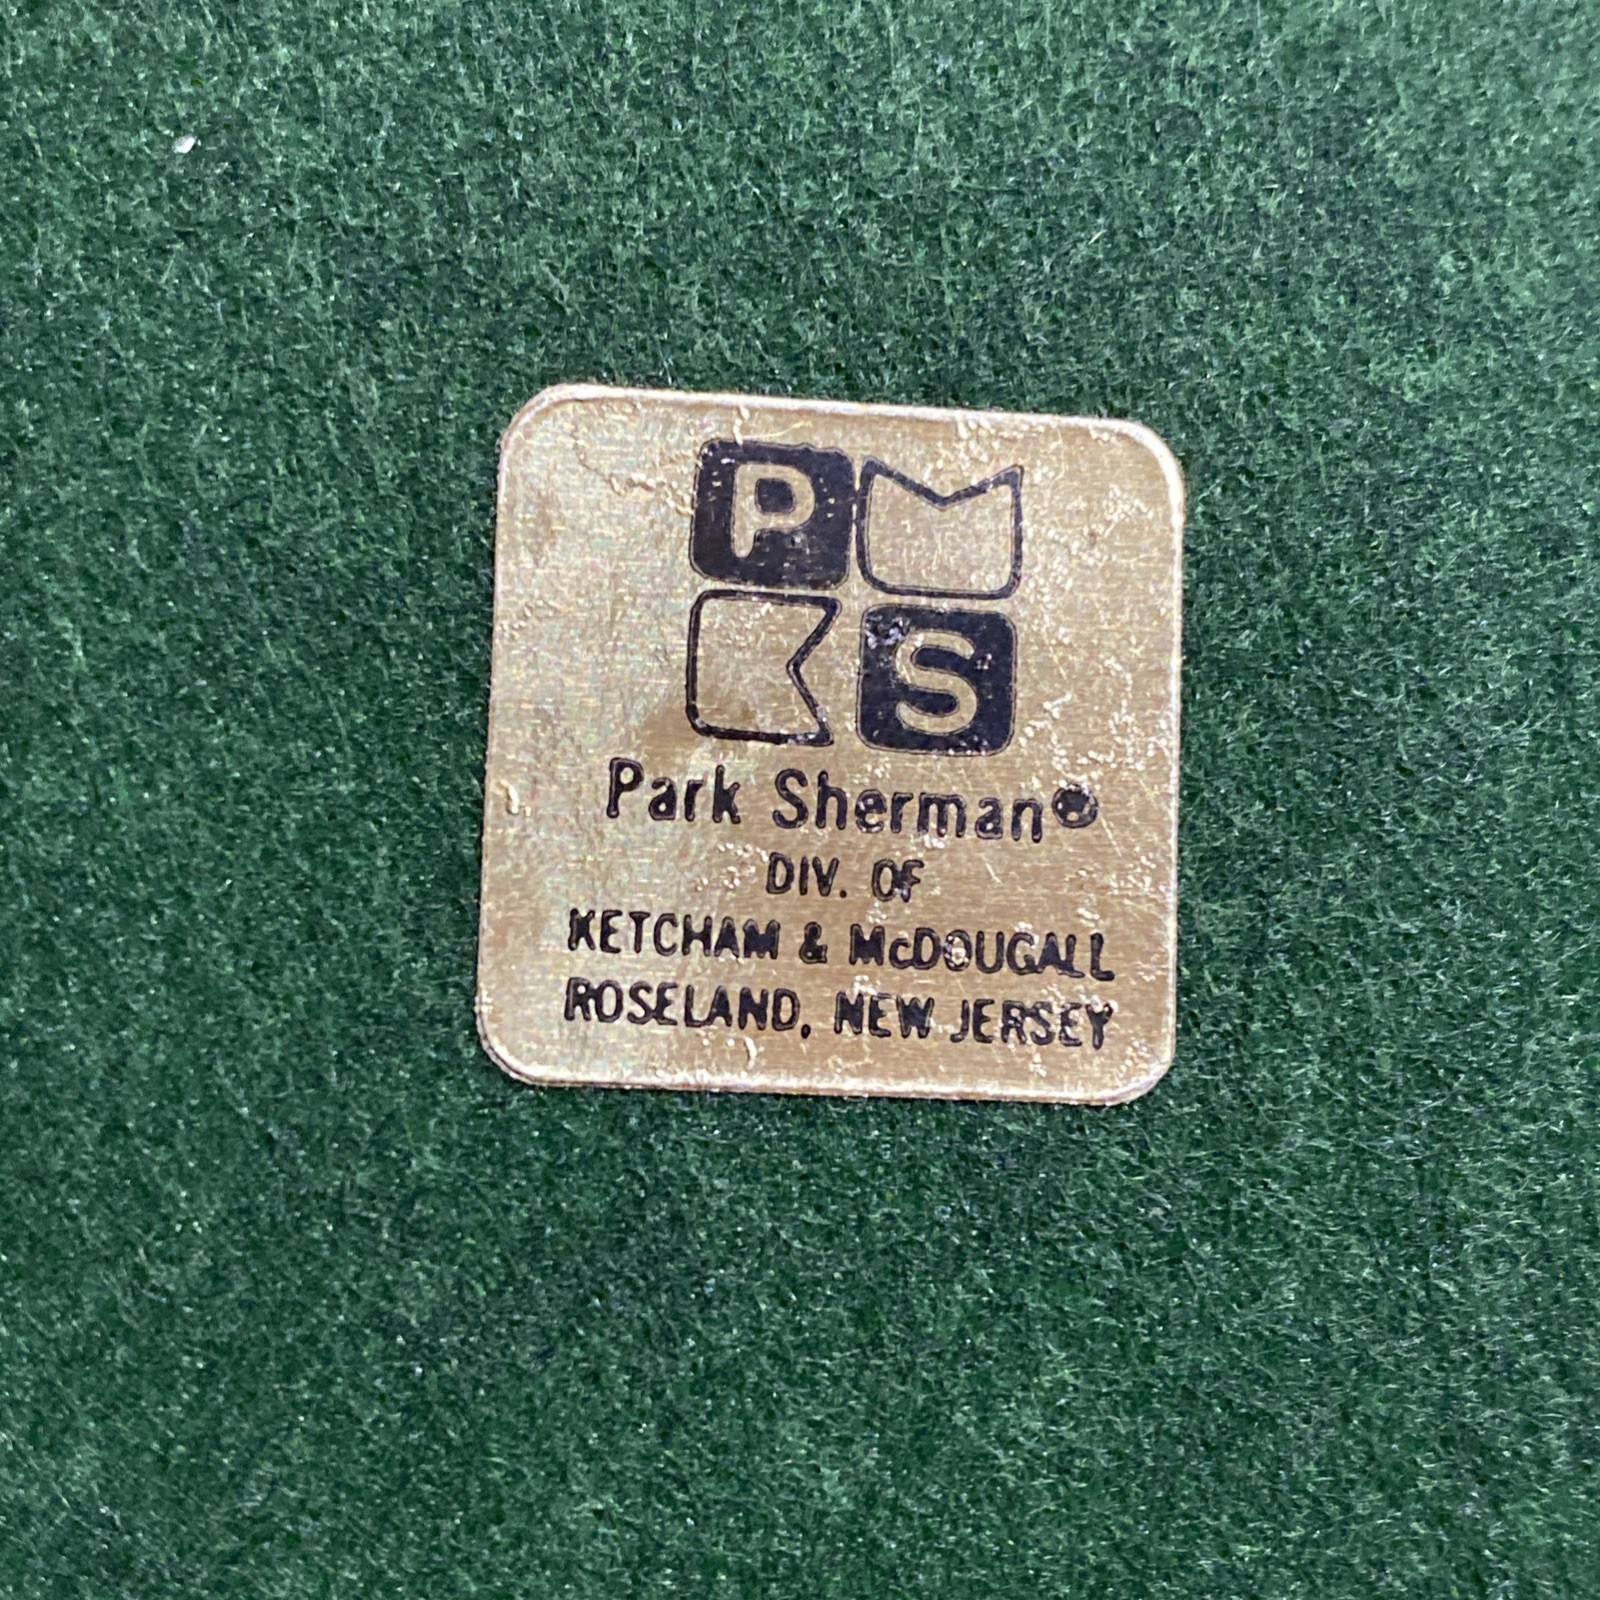 P M
K S
Park Sherman®
DIV. OF
KETCHAM & McDOUGALL
ROSELAND, NEW JERSEY